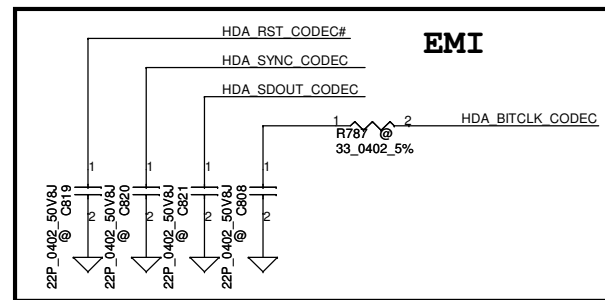 HDA_RST_CODEC#
EMI
HDA_SYNC_CODEC
HDA_SDOUT_CODEC
1
2
HDA_BITCLK_CODEC
R787 @
33_0402_5%
1
1
1
1
2
2
2
2
22P_0402_50V8J
@ C819
22P_0402_50V8J
@ C820
22P_0402_50V8J
@ C821
22P_0402_50V8J
@ C808